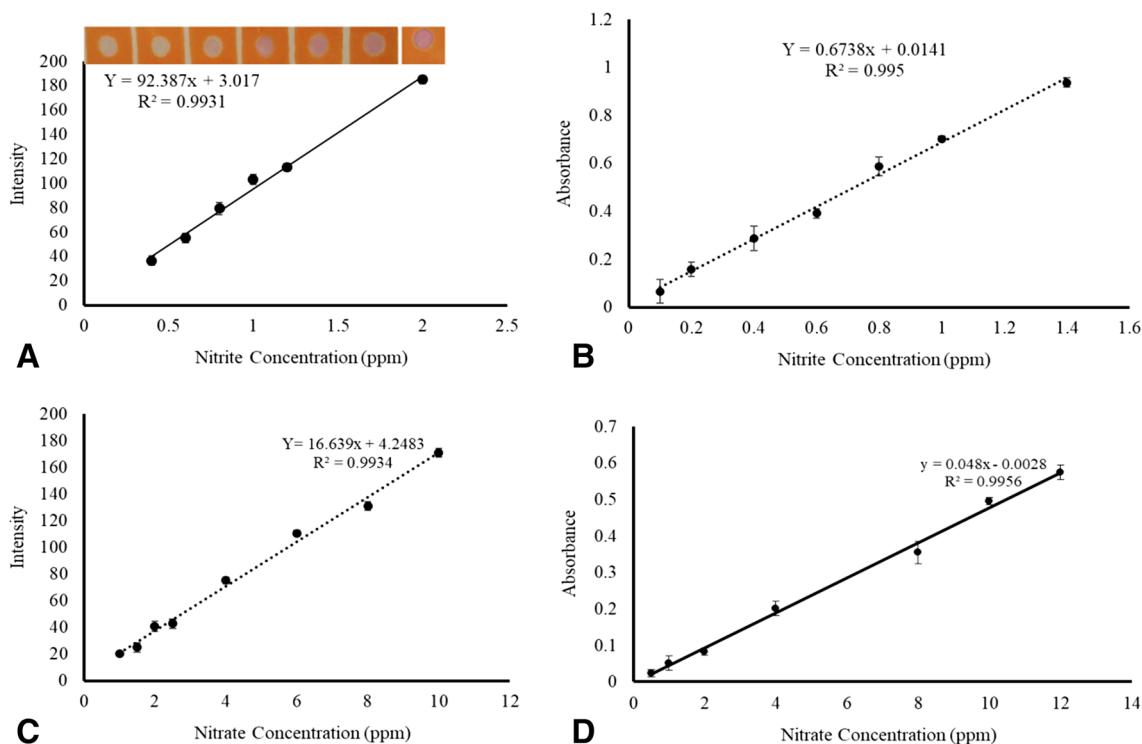 200
180
160
140
120
100
80
60
40
20
0
Intensity
Y = 92.387x + 3.017
R² = 0.9931
0 0.5 1 1.5 2 2.5
Nitrite Concentration (ppm)
A
1.2
1
0.8
0.6
0.4
0.2
0
Absorbance
Y = 0.6738x + 0.0141
R² = 0.995
0 0.2 0.4 0.6 0.8 1 1.2 1.4 1.6
Nitrite Concentration (ppm)
B
200
180
160
140
120
100
80
60
40
20
0
Intensity
Y= 16.639x + 4.2483
R² = 0.9934
0 2 4 6 8 10 12
Nitrate Concentration (ppm)
C
0.7
0.6
0.5
0.4
0.3
0.2
0.1
0
Absorbance
y = 0.048x - 0.0028
R² = 0.9956
0 2 4 6 8 10 12 14
Nitrate Concentration (ppm)
D